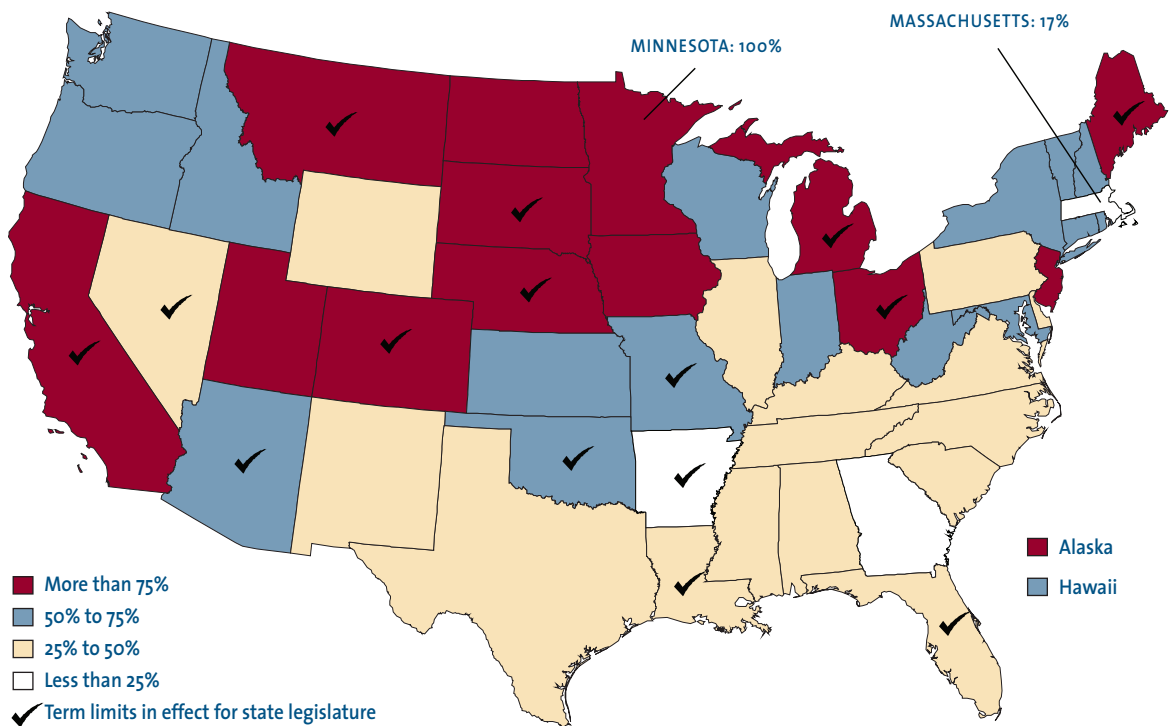 MASSACHUSETTS: 17%
MINNESOTA: 100%
Alaska
Hawaii
More than 75%
50% to 75%
25% to 50%
Less than 25%
Term limits in effect for state legislature